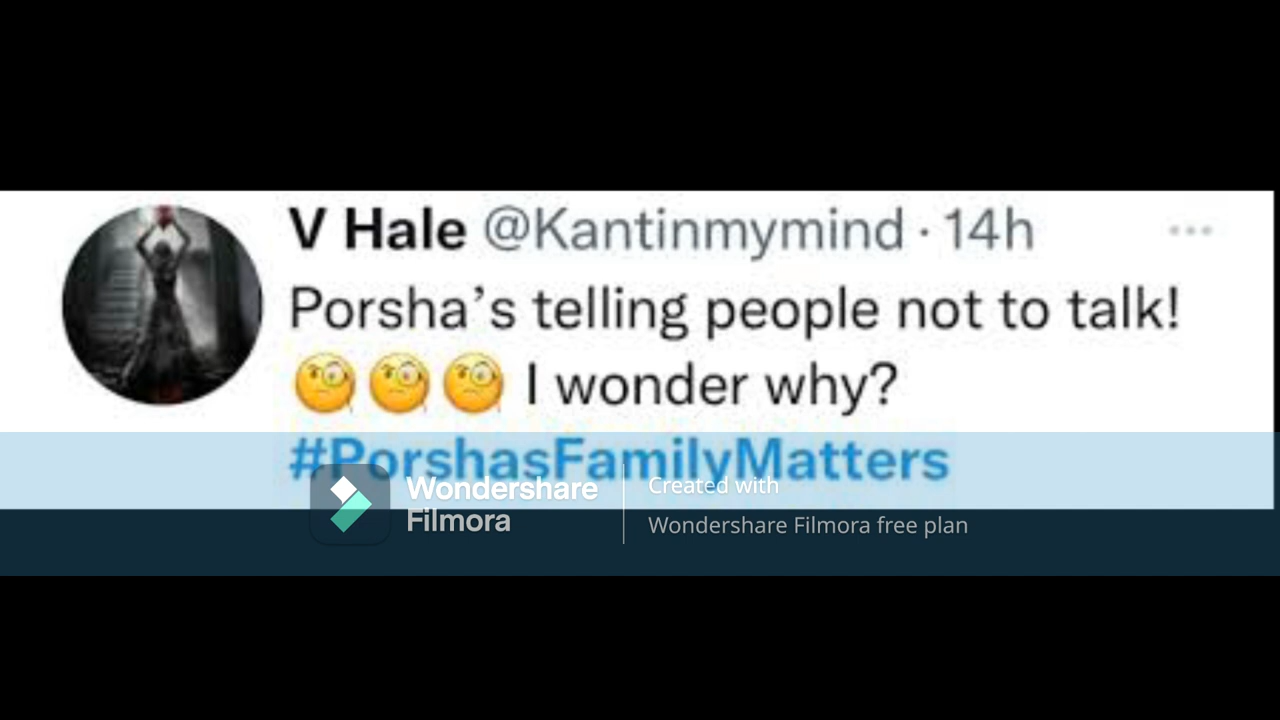 V Hale @Kantinmymind · 14h
Porsha's telling people not to talk!
🧐🧐🧐 I wonder why?
#PorshasFamilyMatters
Wondershare
Filmora
Created with
Wondershare Filmora free plan